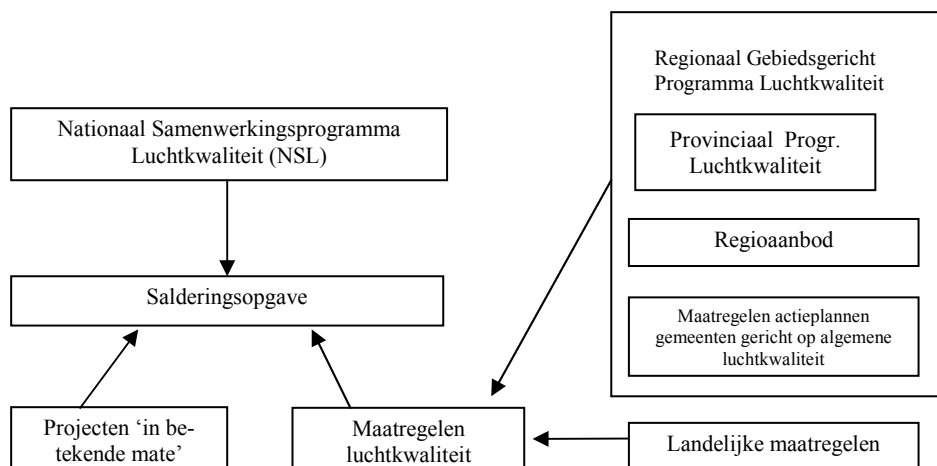 Regionaal Gebiedsgericht
Programma Luchtkwaliteit
Nationaal Samenwerkingsprogramma
Luchtkwaliteit (NSL)
Provinciaal Progr.
Luchtkwaliteit
Regioaanbod
Salderingsopgave
Maatregelen actieplannen
gemeenten gericht op algemene
luchtkwaliteit
Projecten ‘in be-
tekende mate’
Maatregelen
luchtkwaliteit
Landelijke maatregelen